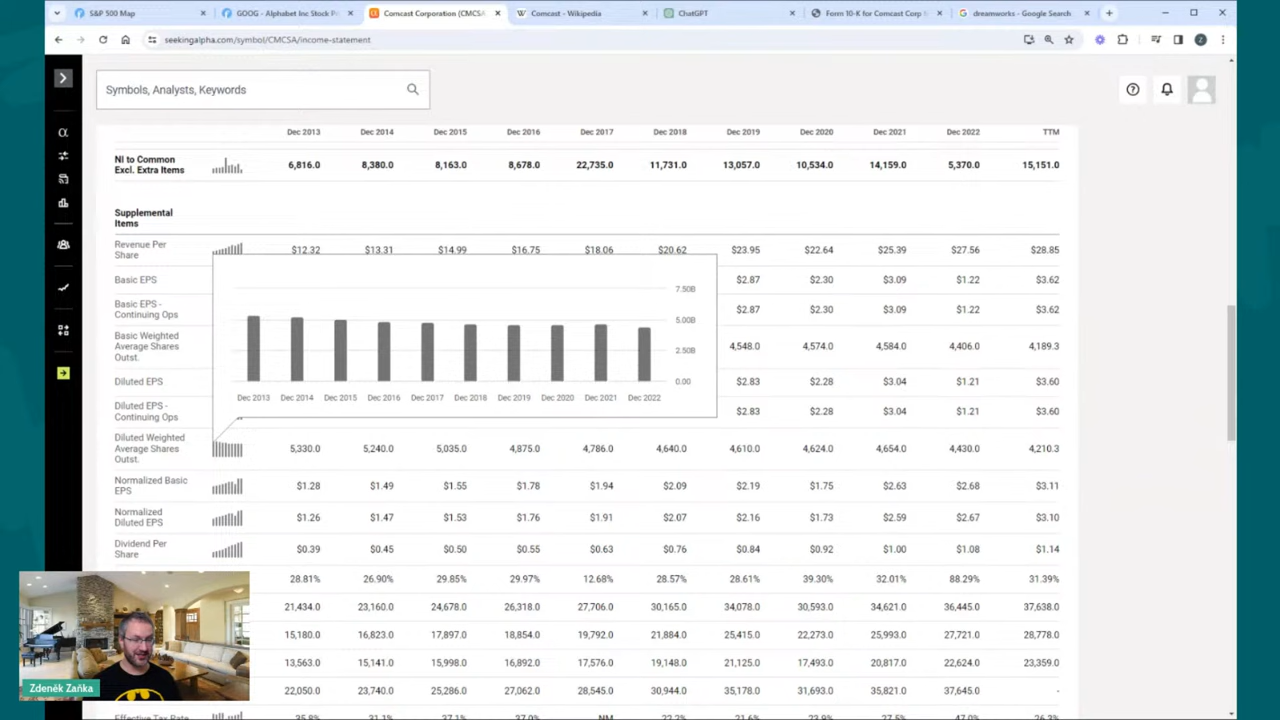 S&P 500 Map
GOOG - Alphabet Inc Stock P
Comcast Corporation (CMCSA
Comcast - Wikipedia
ChatGPT
Form 10-K for Comcast Corp
dreamworks - Google Search
seekingalpha.com/symbol/CMCSA/income-statement
Symbols, Analysts, Keywords
Dec 2013 Dec 2014 Dec 2015 Dec 2016 Dec 2017 Dec 2018 Dec 2019 Dec 2020 Dec 2021 Dec 2022 TTM
NI to Common
Excl. Extra Items
6,816.0 8,380.0 8,163.0 8,678.0 22,735.0 11,731.0 13,057.0 10,534.0 14,159.0 5,370.0 15,151.0
Supplemental
Items
Revenue Per
Share
$12.32 $13.31 $14.99 $16.75 $18.06 $20.62 $23.95 $22.64 $25.39 $27.56 $28.85
Basic EPS $2.87 $2.30 $3.09 $1.22 $3.62
Basic EPS -
Continuing Ops
$2.87 $2.30 $3.09 $1.22 $3.62
Basic Weighted
Average Shares
Outst.
4,548.0 4,574.0 4,584.0 4,406.0 4,189.3
Diluted EPS $2.83 $2.28 $3.04 $1.21 $3.60
Diluted EPS -
Continuing Ops
$2.83 $2.28 $3.04 $1.21 $3.60
7.50B
5.00B
2.50B
0.00
Dec 2013 Dec 2014 Dec 2015 Dec 2016 Dec 2017 Dec 2018 Dec 2019 Dec 2020 Dec 2021 Dec 2022
Diluted Weighted
Average Shares
Outst.
5,330.0 5,240.0 5,035.0 4,875.0 4,786.0 4,640.0 4,610.0 4,624.0 4,654.0 4,430.0 4,210.3
Normalized Basic
EPS
$1.28 $1.49 $1.55 $1.78 $1.94 $2.09 $2.19 $1.75 $2.63 $2.68 $3.11
Normalized
Diluted EPS
$1.26 $1.47 $1.53 $1.76 $1.91 $2.07 $2.16 $1.73 $2.59 $2.67 $3.10
Dividend Per
Share
$0.39 $0.45 $0.50 $0.55 $0.63 $0.76 $0.84 $0.92 $1.00 $1.08 $1.14
28.81% 26.90% 29.85% 29.97% 12.68% 28.57% 28.61% 39.30% 32.01% 88.29% 31.39%
21,434.0 23,160.0 24,678.0 26,318.0 27,706.0 30,165.0 34,078.0 30,593.0 34,621.0 36,445.0 37,638.0
15,180.0 16,823.0 17,897.0 18,854.0 19,792.0 21,884.0 22,273.0 25,993.0 27,721.0 28,778.0
13,563.0 15,141.0 15,998.0 16,892.0 17,576.0 19,148.0 21,125.0 17,493.0 20,817.0 22,624.0 23,359.0
22,050.0 23,740.0 25,286.0 27,062.0 28,545.0 30,944.0 31,693.0 35,821.0 37,645.0 -
Effective Tax Rate 35.8% 31.1% 37.1% 37.0% NM 22.2% 21.6% 23.9% 27.5% 47.0% 26.3%
Zdeněk Zaňka